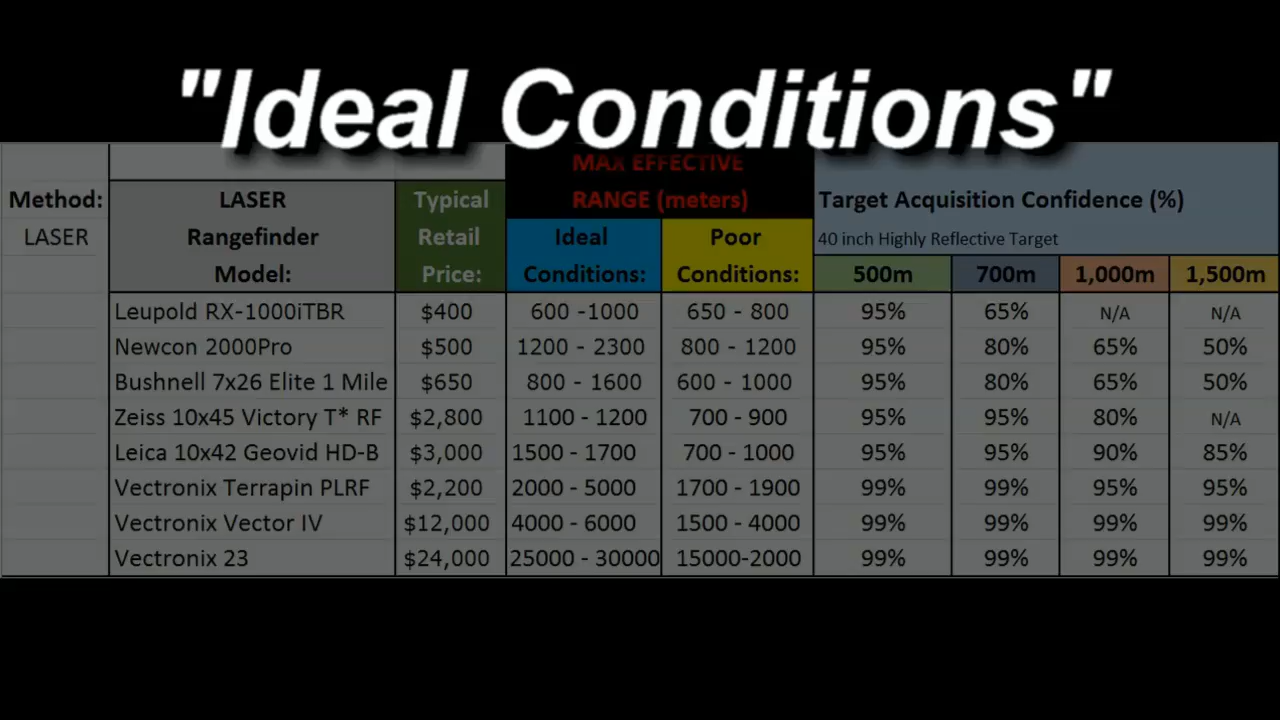 "Ideal Conditions"
MAX EFFECTIVE
Method: LASER Typical RANGE (meters) Target Acquisition Confidence (%)
LASER Rangefinder Retail Ideal Poor 40 inch Highly Reflective Target
Model: Price: Conditions: Conditions: 500m 700m 1,000m 1,500m
Leupold RX-1000iTBR $400 600 -1000 650 - 800 95% 65% N/A N/A
Newcon 2000Pro $500 1200 - 2300 800 - 1200 95% 80% 65% 50%
Bushnell 7x26 Elite 1 Mile $650 800 - 1600 600 - 1000 95% 80% 65% 50%
Zeiss 10x45 Victory T* RF $2,800 1100 - 1200 700 - 900 95% 95% 80% N/A
Leica 10x42 Geovid HD-B $3,000 1500 - 1700 700 - 1000 95% 95% 90% 85%
Vectronix Terrapin PLRF $2,200 2000 - 5000 1700 - 1900 99% 99% 95% 95%
Vectronix Vector IV $12,000 4000 - 6000 1500 - 4000 99% 99% 99% 99%
Vectronix 23 $24,000 25000 - 30000 15000-2000 99% 99% 99% 99%